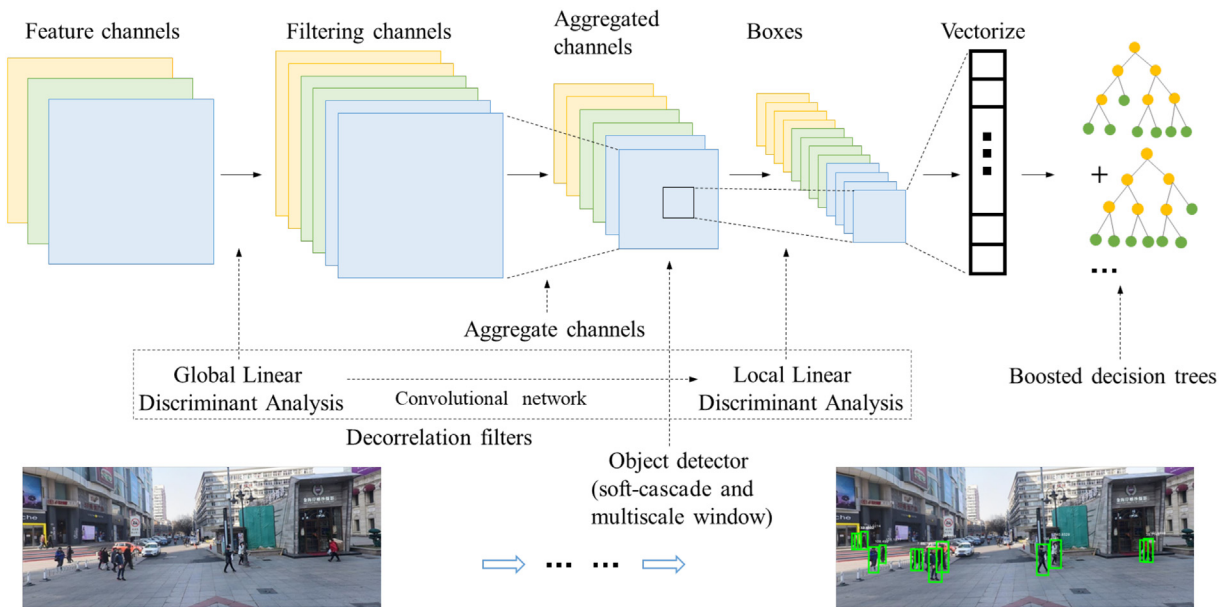 Feature channels
Filtering channels
Aggregated
channels
Boxes
Vectorize
+
Aggregate channels
Global Linear
Discriminant Analysis
Convolutional network
Local Linear
Discriminant Analysis
Boosted decision trees
Decorrelation filters
Object detector
(soft-cascade and
multiscale window)